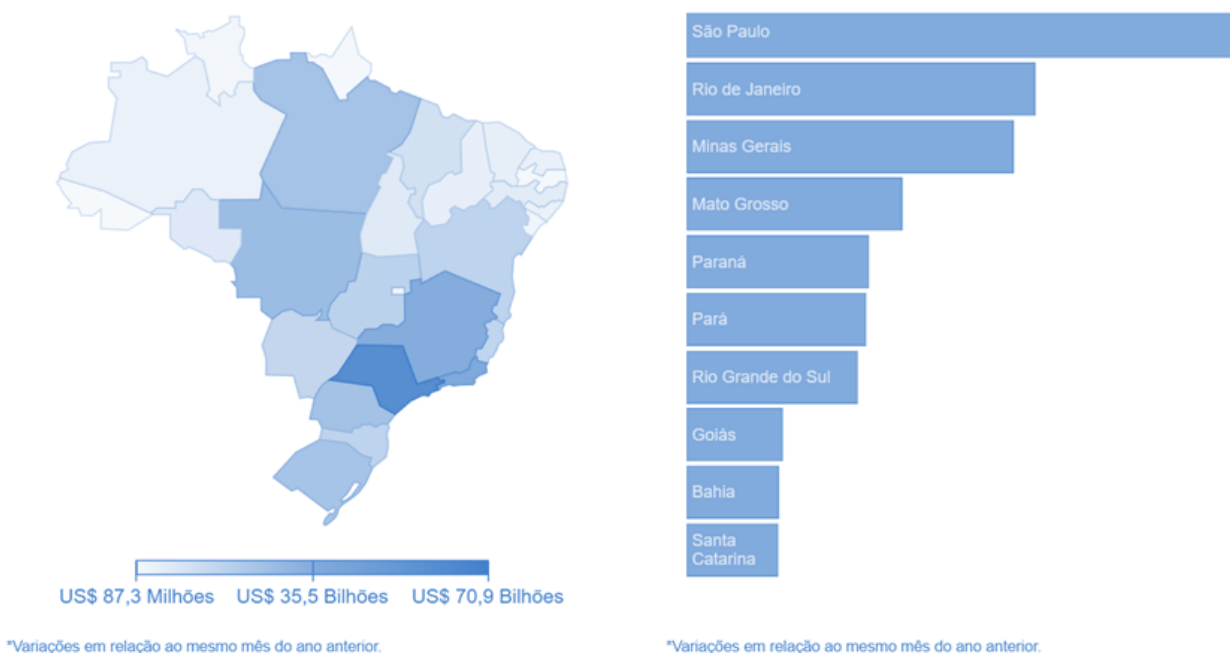 US$ 87,3 Milhões
US$ 35,5 Bilhões
US$ 70,9 Bilhões
*Variações em relação ao mesmo mês do ano anterior.
São Paulo
Rio de Janeiro
Minas Gerais
Mato Grosso
Paraná
Pará
Rio Grande do Sul
Goiás
Bahia
Santa
Catarina
*Variações em relação ao mesmo mês do ano anterior.